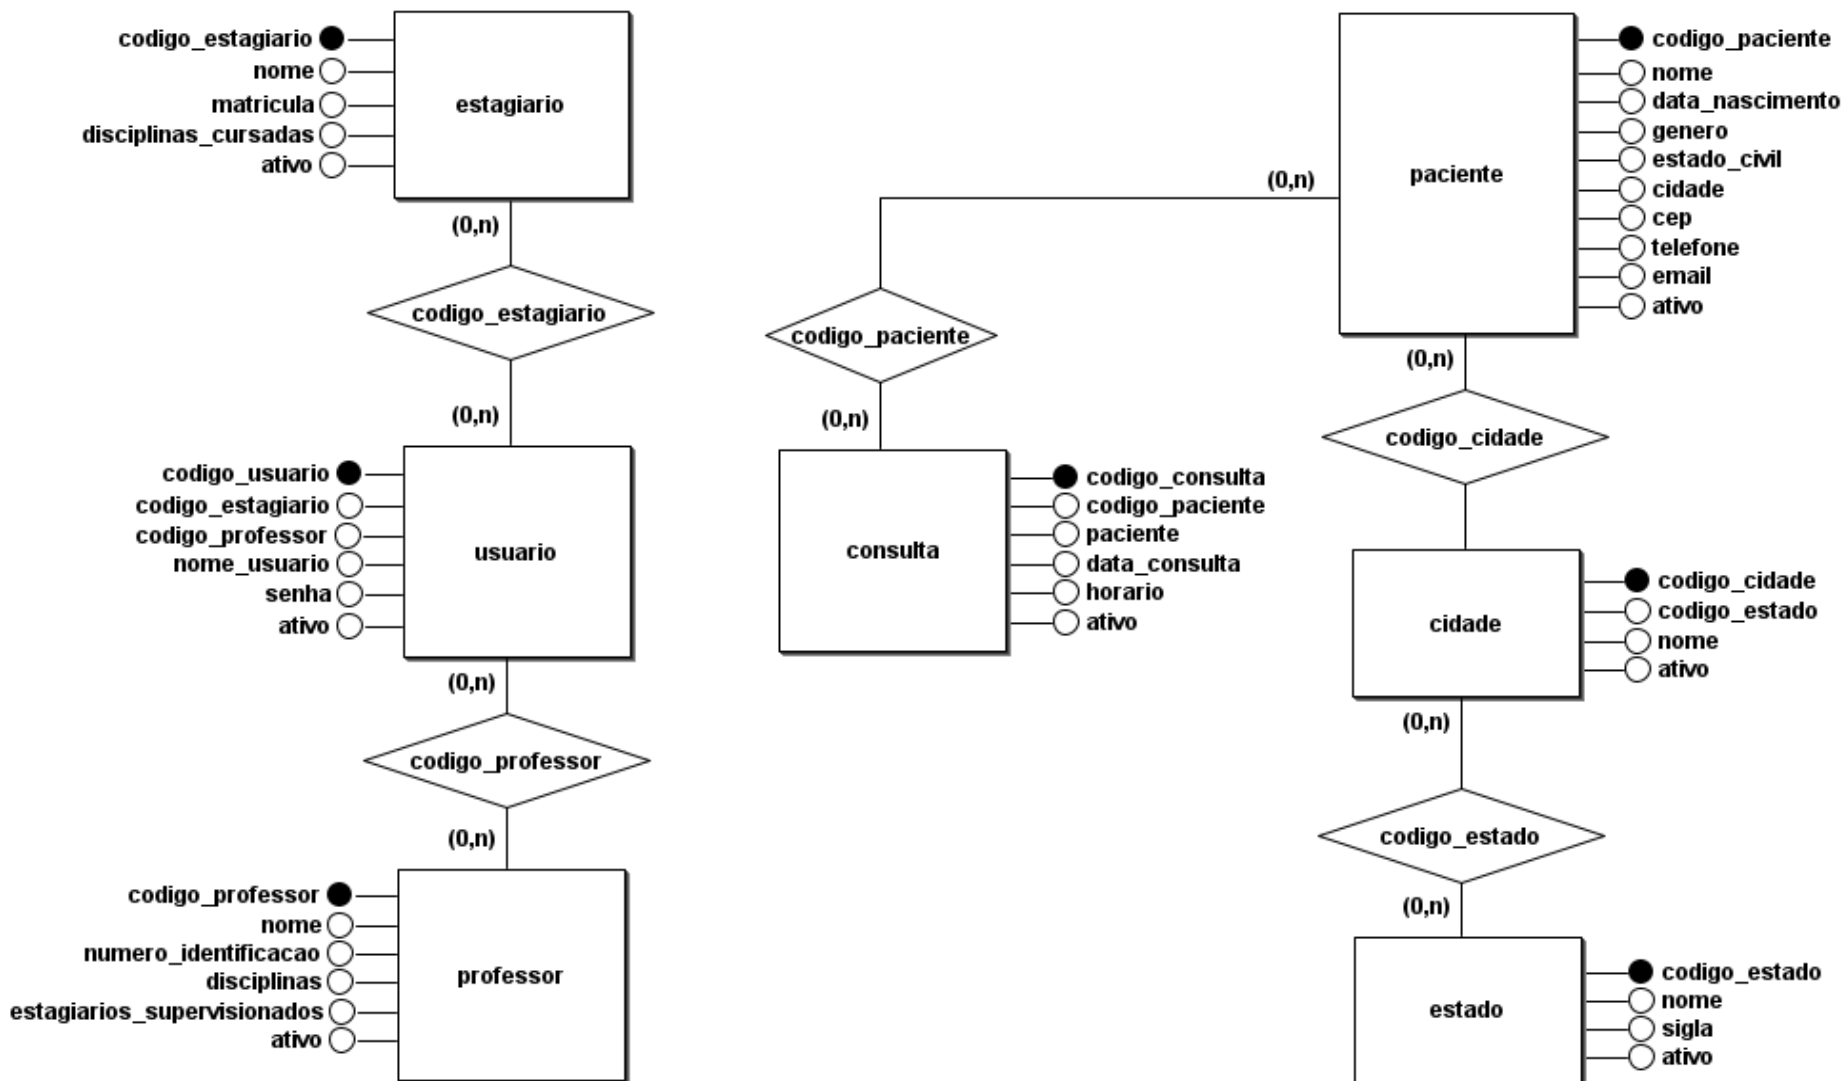 codigo_estagiario
nome
matricula
disciplinas_cursadas
ativo
estagiario
(0,n)
codigo_estagiario
(0,n)
codigo_usuario
codigo_estagiario
codigo_professor
nome_usuario
senha
ativo
usuario
(0,n)
codigo_professor
(0,n)
codigo_professor
nome
numero_identificacao
disciplinas
estagiarios_supervisionados
ativo
professor
(0,n)
codigo_paciente
(0,n)
consulta
codigo_consulta
codigo_paciente
paciente
data_consulta
horario
ativo
paciente
codigo_paciente
nome
data_nascimento
genero
estado_civil
cidade
cep
telefone
email
ativo
(0,n)
codigo_cidade
cidade
codigo_cidade
codigo_estado
nome
ativo
(0,n)
codigo_estado
(0,n)
estado
codigo_estado
nome
sigla
ativo